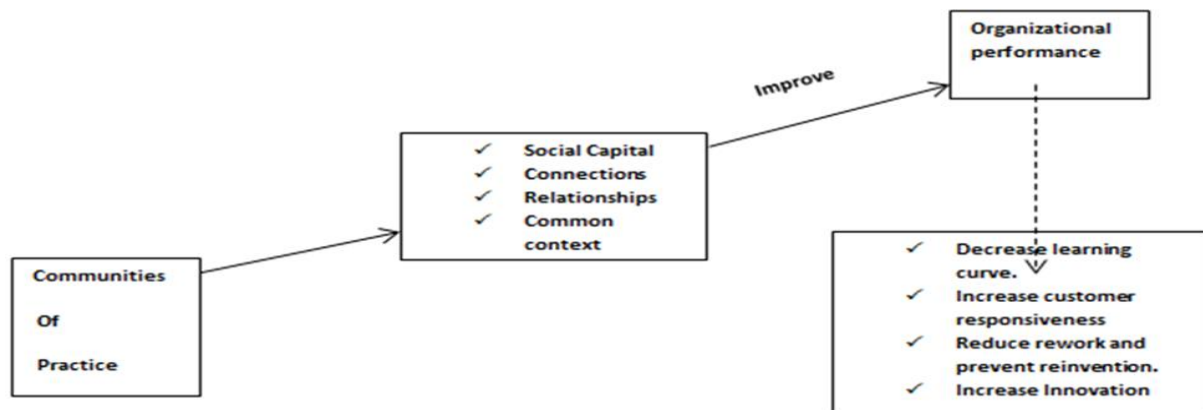 Organizational
performance
Improve
✓ Social Capital
✓ Connections
✓ Relationships
✓ Common
context
Communities
Of
Practice
✓ Decrease learning
curve.
✓ Increase customer
responsiveness
✓ Reduce rework and
prevent reinvention.
✓ Increase Innovation